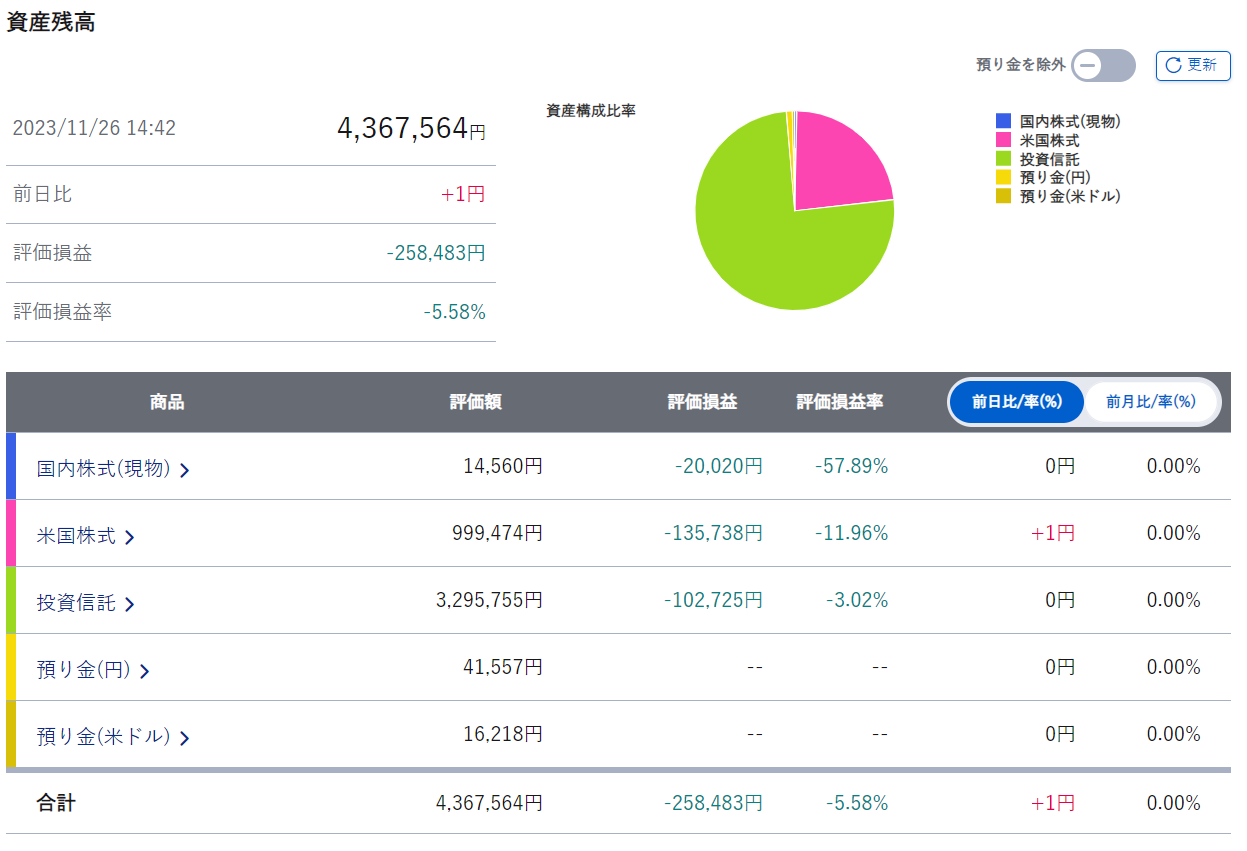 資産残高
預り金を除外 更新
2023/11/26 14:42 4,367,564円
前日比 +1円
評価損益 -258,483円
評価損益率 -5.58%
資産構成比率
国内株式(現物)
米国株式
投資信託
預り金(円)
預り金(米ドル)
商品 評価額 評価損益 評価損益率 前日比/率(%) 前月比/率(%)
国内株式(現物) 14,560円 -20,020円 -57.89% 0円 0.00%
米国株式 999,474円 -135,738円 -11.96% +1円 0.00%
投資信託 3,295,755円 -102,725円 -3.02% 0円 0.00%
預り金(円) 41,557円 -- -- 0円 0.00%
預り金(米ドル) 16,218円 -- -- 0円 0.00%
合計 4,367,564円 -258,483円 -5.58% +1円 0.00%